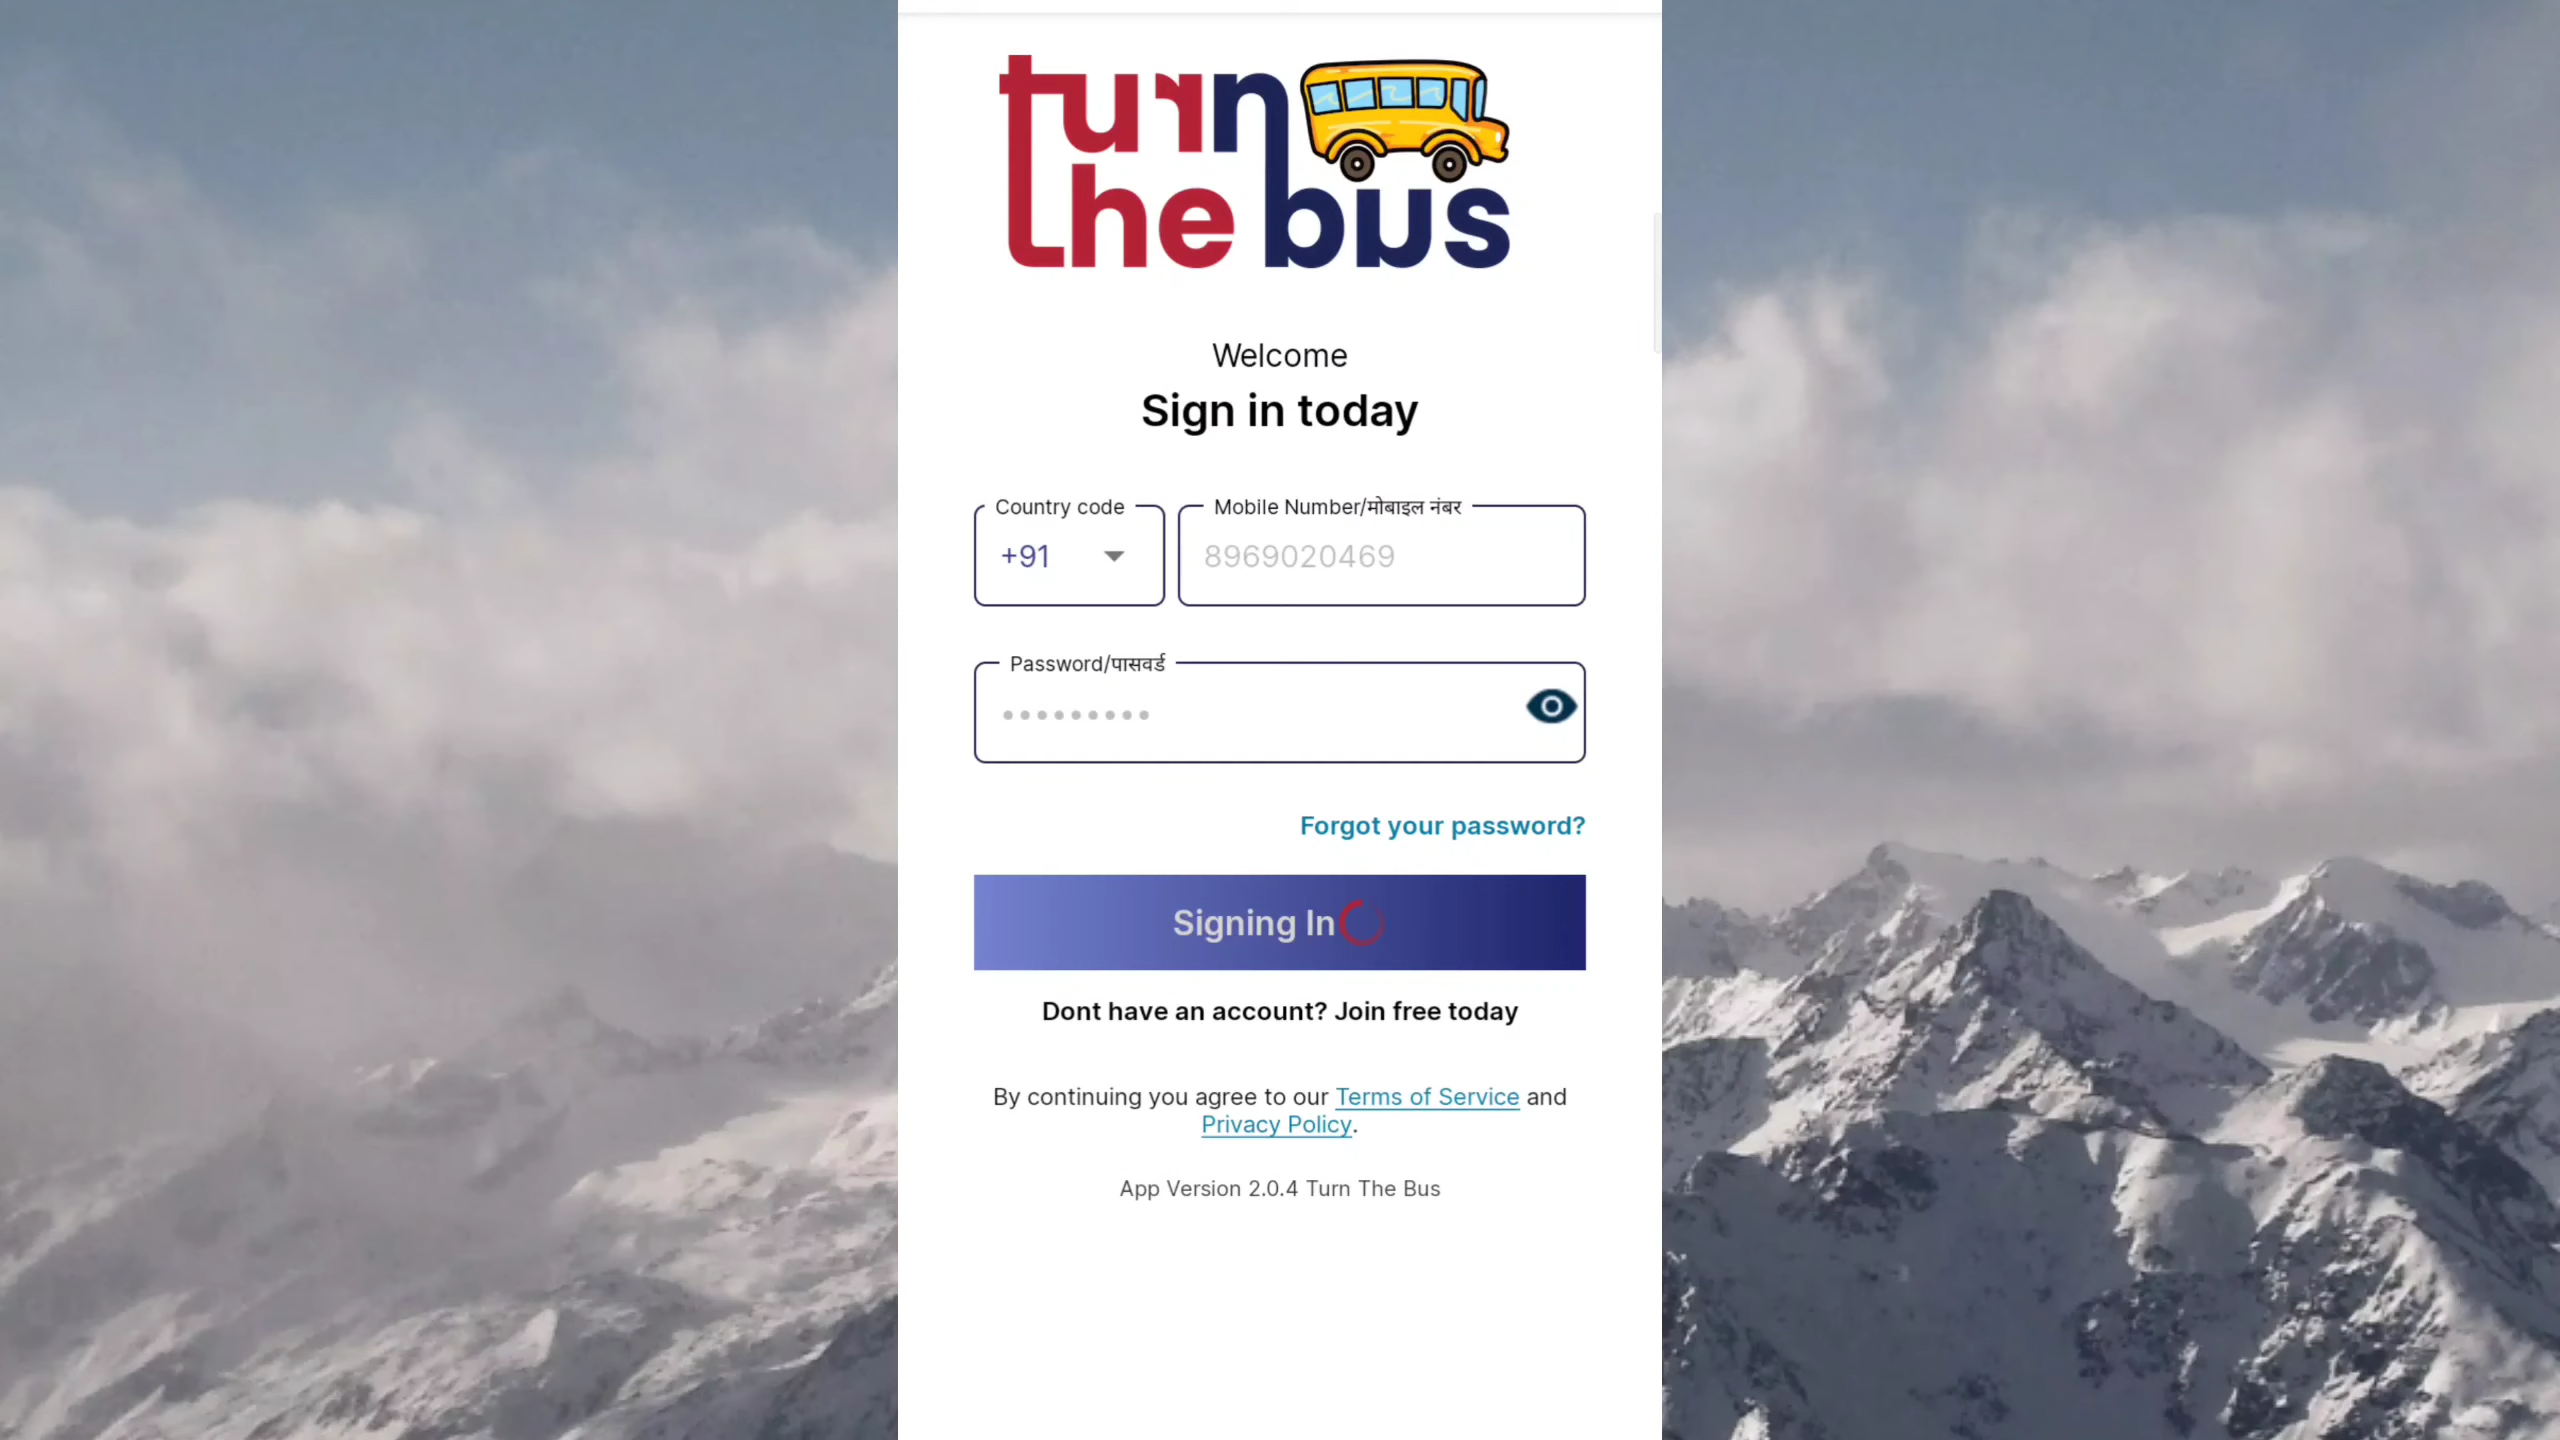 turn
the bus
Welcome
Sign in today
Country code
Mobile Number/मोबाइल नंबर
+91
8969020469
Password/पासवर्ड
•••••••••
Forgot your password?
Signing In
Dont have an account? Join free today
By continuing you agree to our Terms of Service and
Privacy Policy.
App Version 2.0.4 Turn The Bus